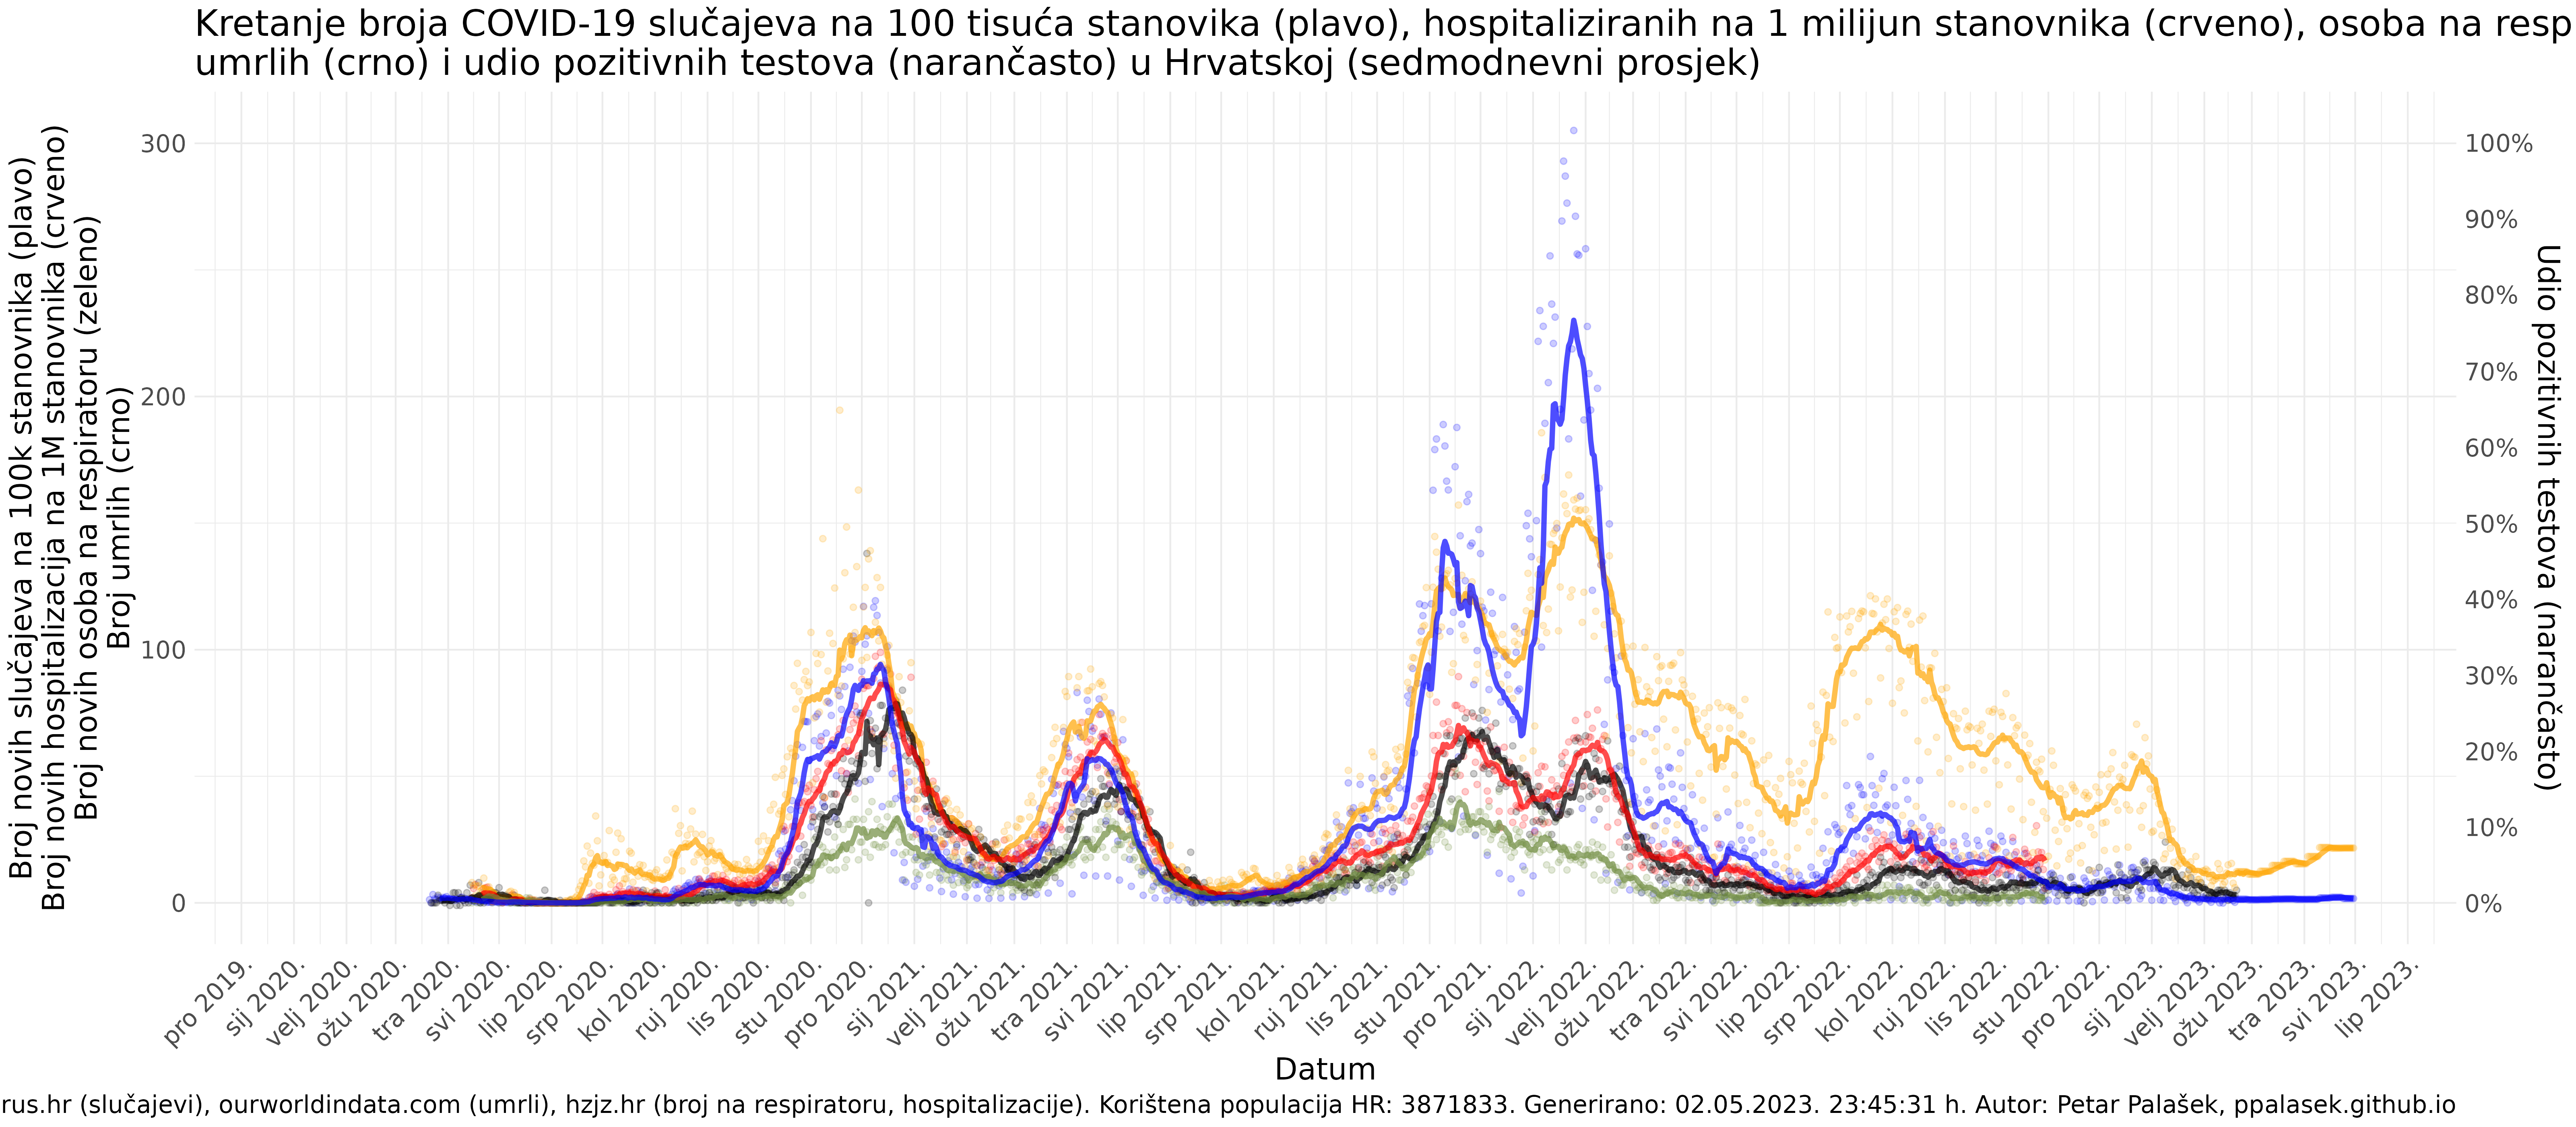 Kretanje broja COVID-19 slučajeva na 100 tisuća stanovika (plavo), hospitaliziranih na 1 milijun stanovnika (crveno), osoba na resp
umrlih (crno) i udio pozitivnih testova (narančasto) u Hrvatskoj (sedmodnevni prosjek)
Broj novih slučajeva na 100k stanovnika (plavo)
Broj novih hospitalizacija na 1M stanovnika (crveno)
Broj novih osoba na respiratoru (zeleno)
Broj umrlih (crno)
300
200
100
0
100%
90%
80%
70%
60%
50%
40%
30%
20%
10%
0%
Udio pozitivnih testova (narančasto)
pro 2019.
sij 2020.
velj 2020.
ožu 2020.
tra 2020.
svi 2020.
lip 2020.
srp 2020.
kol 2020.
ruj 2020.
lis 2020.
stu 2020.
pro 2020.
sij 2021.
velj 2021.
ožu 2021.
tra 2021.
svi 2021.
lip 2021.
srp 2021.
kol 2021.
ruj 2021.
lis 2021.
stu 2021.
pro 2021.
sij 2022.
velj 2022.
ožu 2022.
tra 2022.
svi 2022.
lip 2022.
srp 2022.
kol 2022.
ruj 2022.
lis 2022.
stu 2022.
pro 2022.
sij 2023.
velj 2023.
ožu 2023.
tra 2023.
svi 2023.
lip 2023.
Datum
rus.hr (slučajevi), ourworldindata.com (umrli), hzjz.hr (broj na respiratoru, hospitalizacije). Korištena populacija HR: 3871833. Generirano: 02.05.2023. 23:45:31 h. Autor: Petar Palašek, ppalasek.github.io